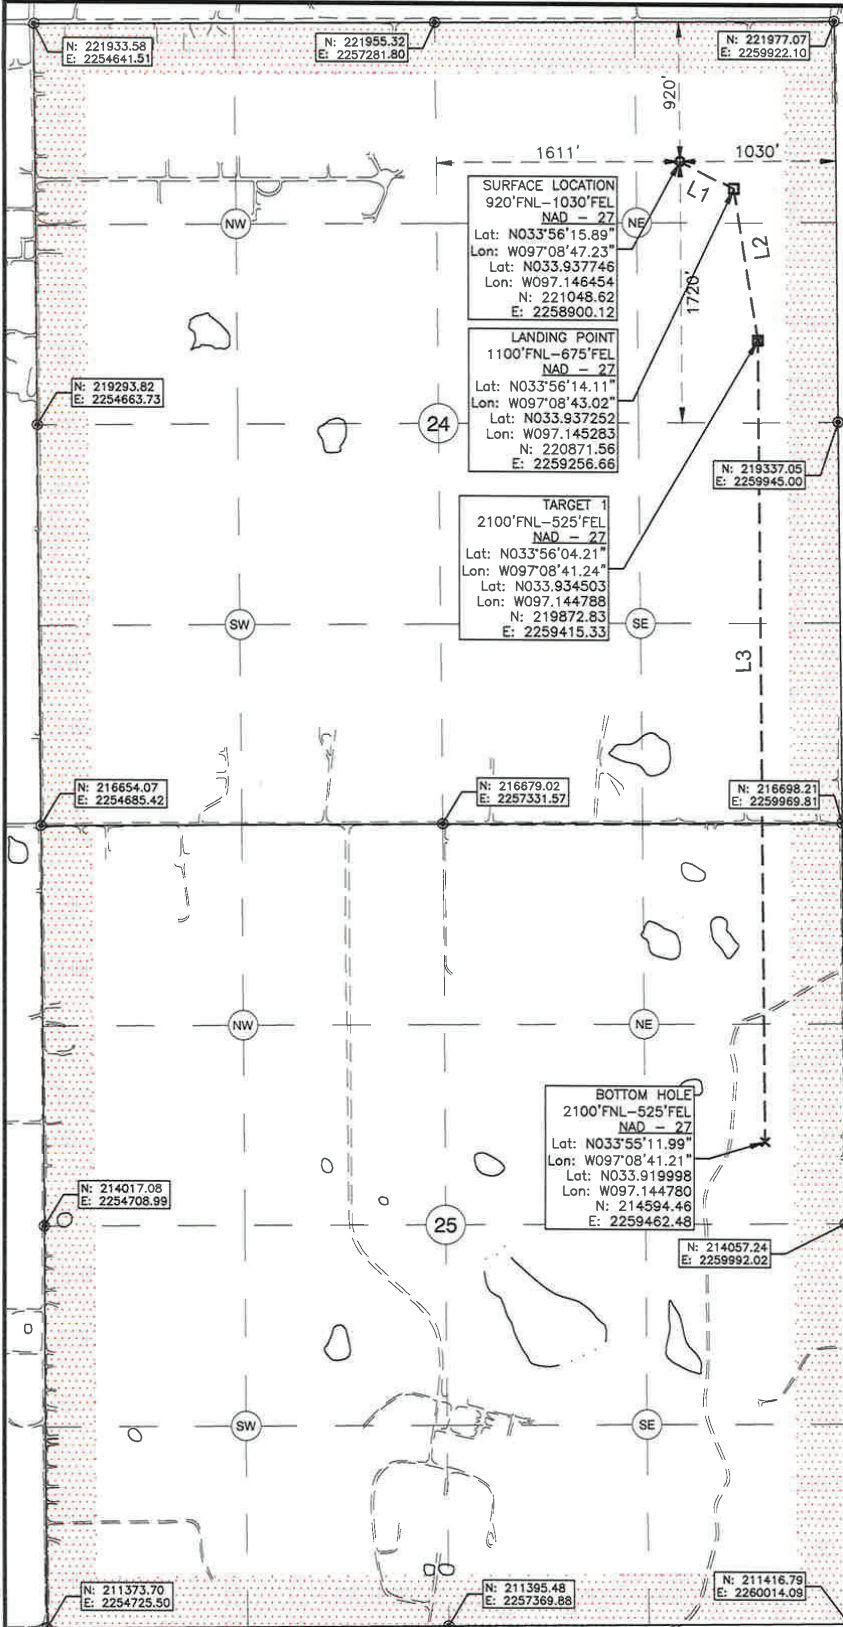 N: 221933.58
E: 2254641.51
N: 221955.32
E: 2257281.80
N: 221977.07
E: 2259922.10
920'
1611'
1030'
L1
SURFACE LOCATION
920'FNL-1030'FEL
NAD - 27
Lat: N033°56'15.89"
Lon: W097°08'47.23"
Lat: N033.937746
Lon: W097.146454
N: 221048.62
E: 2258900.12
NW
NE
L2
1720'
LANDING POINT
1100'FNL-675'FEL
NAD - 27
Lat: N033°56'14.11"
Lon: W097°08'43.02"
Lat: N033.937252
Lon: W097.145283
N: 220871.56
E: 2259256.66
N: 219293.82
E: 2254663.73
24
N: 219337.05
E: 2259945.00
TARGET 1
2100'FNL-525'FEL
NAD - 27
Lat: N033°56'04.21"
Lon: W097°08'41.24"
Lat: N033.934503
Lon: W097.144788
N: 219872.83
E: 2259415.33
SW
SE
L3
N: 216654.07
E: 2254685.42
N: 216679.02
E: 2257331.57
N: 216698.21
E: 2259969.81
NW
NE
BOTTOM HOLE
2100'FNL-525'FEL
NAD - 27
Lat: N033°55'11.99"
Lon: W097°08'41.21"
Lat: N033.919998
Lon: W097.144780
N: 214594.46
E: 2259462.48
N: 214017.08
E: 2254708.99
25
N: 214057.24
E: 2259992.02
SW
SE
N: 211373.70
E: 2254725.50
N: 211395.48
E: 2257369.88
N: 211416.79
E: 2260014.09